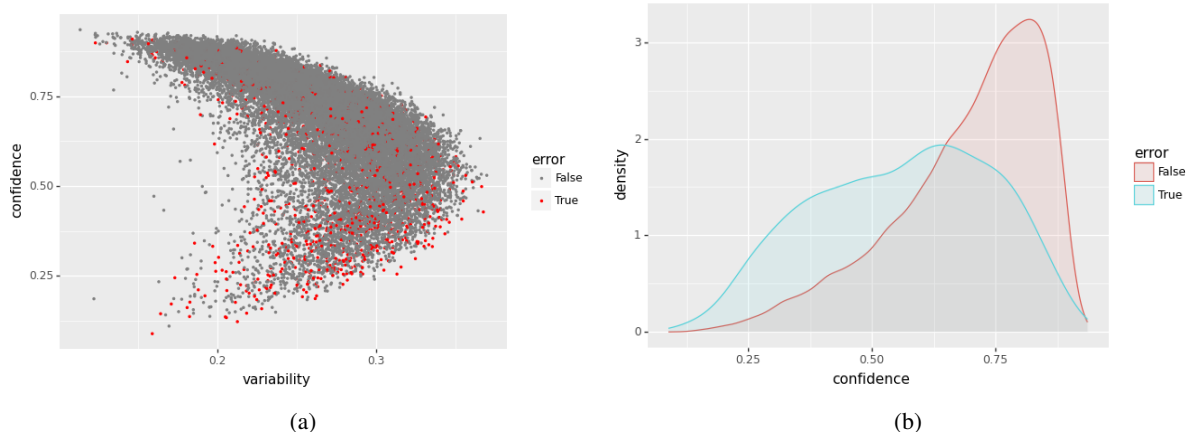 confidence
0.75
0.50
0.25
0.2
0.3
variability
error
False
True
(a)
density
3
2
1
0
0.25
0.50
0.75
confidence
error
False
True
(b)